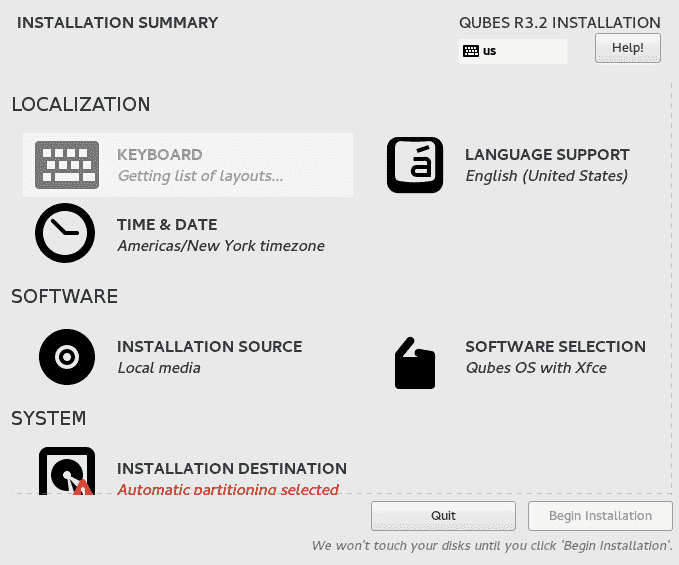 INSTALLATION SUMMARY
QUBES R3.2 INSTALLATION
us
Help!
LOCALIZATION
KEYBOARD
Getting list of layouts...
LANGUAGE SUPPORT
English (United States)
TIME & DATE
Americas/New York timezone
SOFTWARE
INSTALLATION SOURCE
Local media
SOFTWARE SELECTION
Qubes OS with Xfce
SYSTEM
INSTALLATION DESTINATION
Automatic partitioning selected
Quit
Begin Installation
We won't touch your disks until you click 'Begin Installation'.